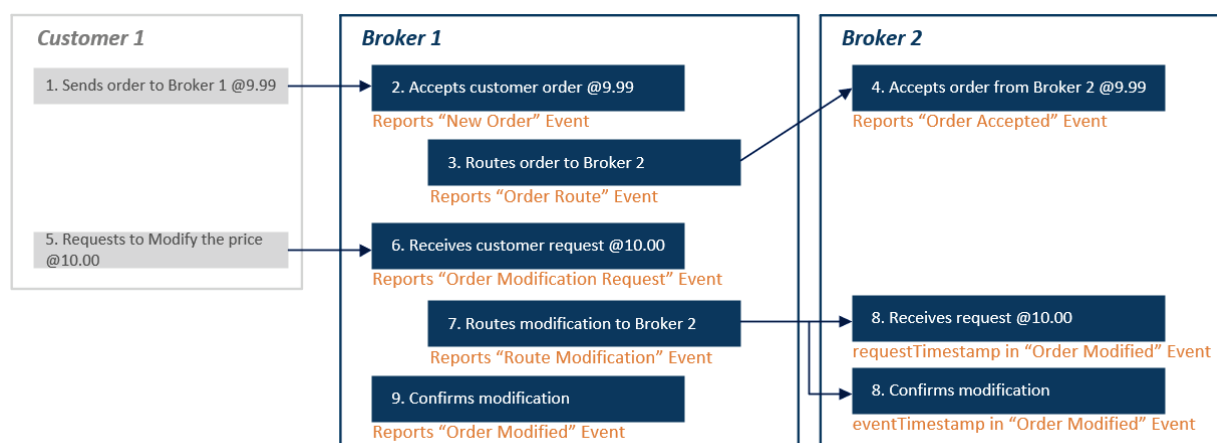 Customer 1
1. Sends order to Broker 1 @9.99
5. Requests to Modify the price
@10.00
Broker 1
2. Accepts customer order @9.99
Reports “New Order” Event
3. Routes order to Broker 2
Reports “Order Route” Event
6. Receives customer request @10.00
Reports “Order Modification Request” Event
7. Routes modification to Broker 2
Reports “Route Modification” Event
9. Confirms modification
Reports “Order Modified” Event
Broker 2
4. Accepts order from Broker 2 @9.99
Reports “Order Accepted” Event
8. Receives request @10.00
requestTimestamp in “Order Modified” Event
8. Confirms modification
eventTimestamp in “Order Modified” Event